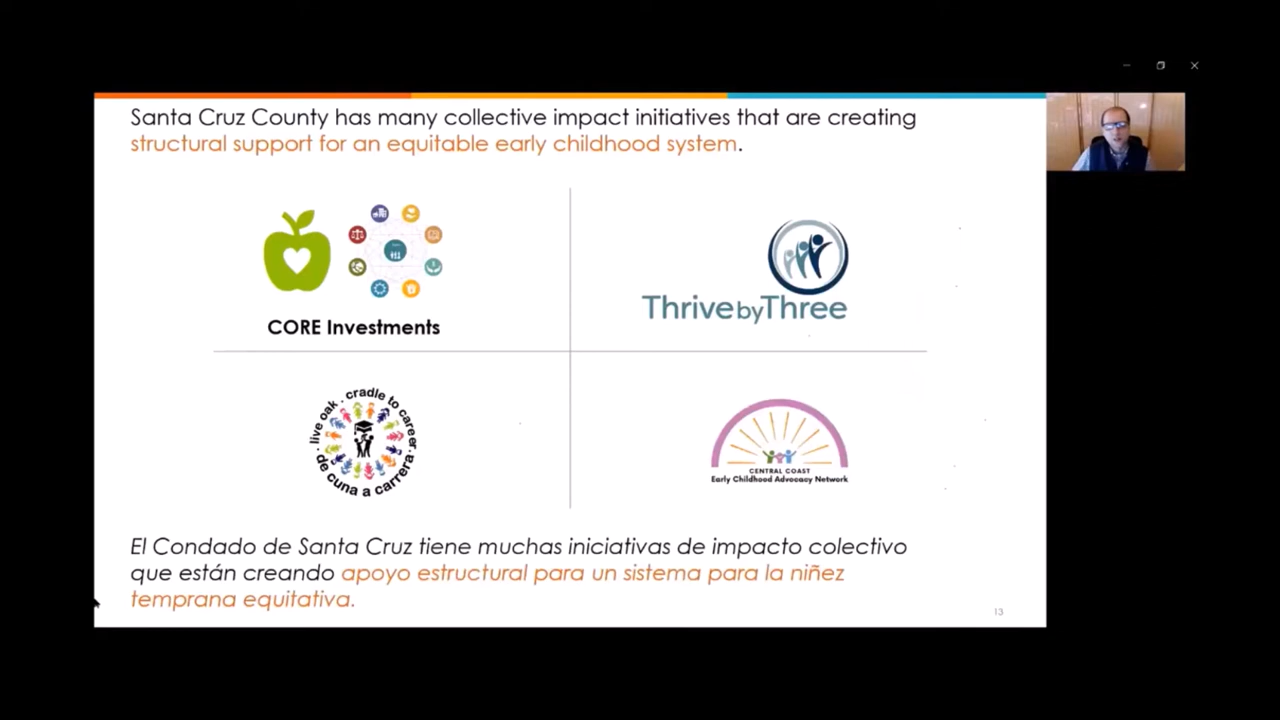 Santa Cruz County has many collective impact initiatives that are creating
structural support for an equitable early childhood system.
CORE Investments
ThrivebyThree
live oak . cradle to career .
. de cuna a carrera .
CENTRAL COAST
Early Childhood Advocacy Network
El Condado de Santa Cruz tiene muchas iniciativas de impacto colectivo
que están creando apoyo estructural para un sistema para la niñez
temprana equitativa.
13